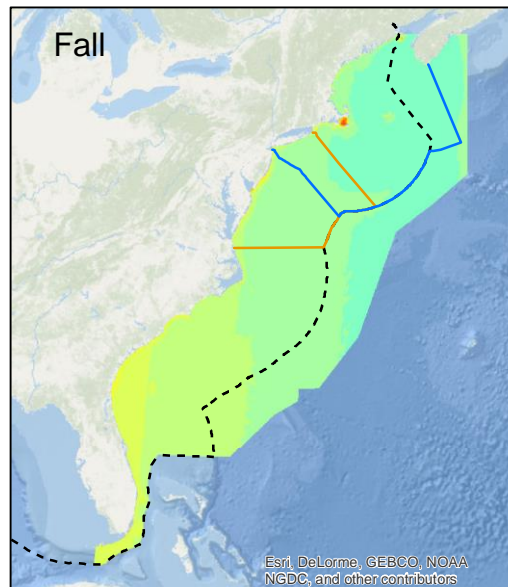 Fall
Esri, DeLorme, GEBCO, NOAA
NGDC, and other contributors